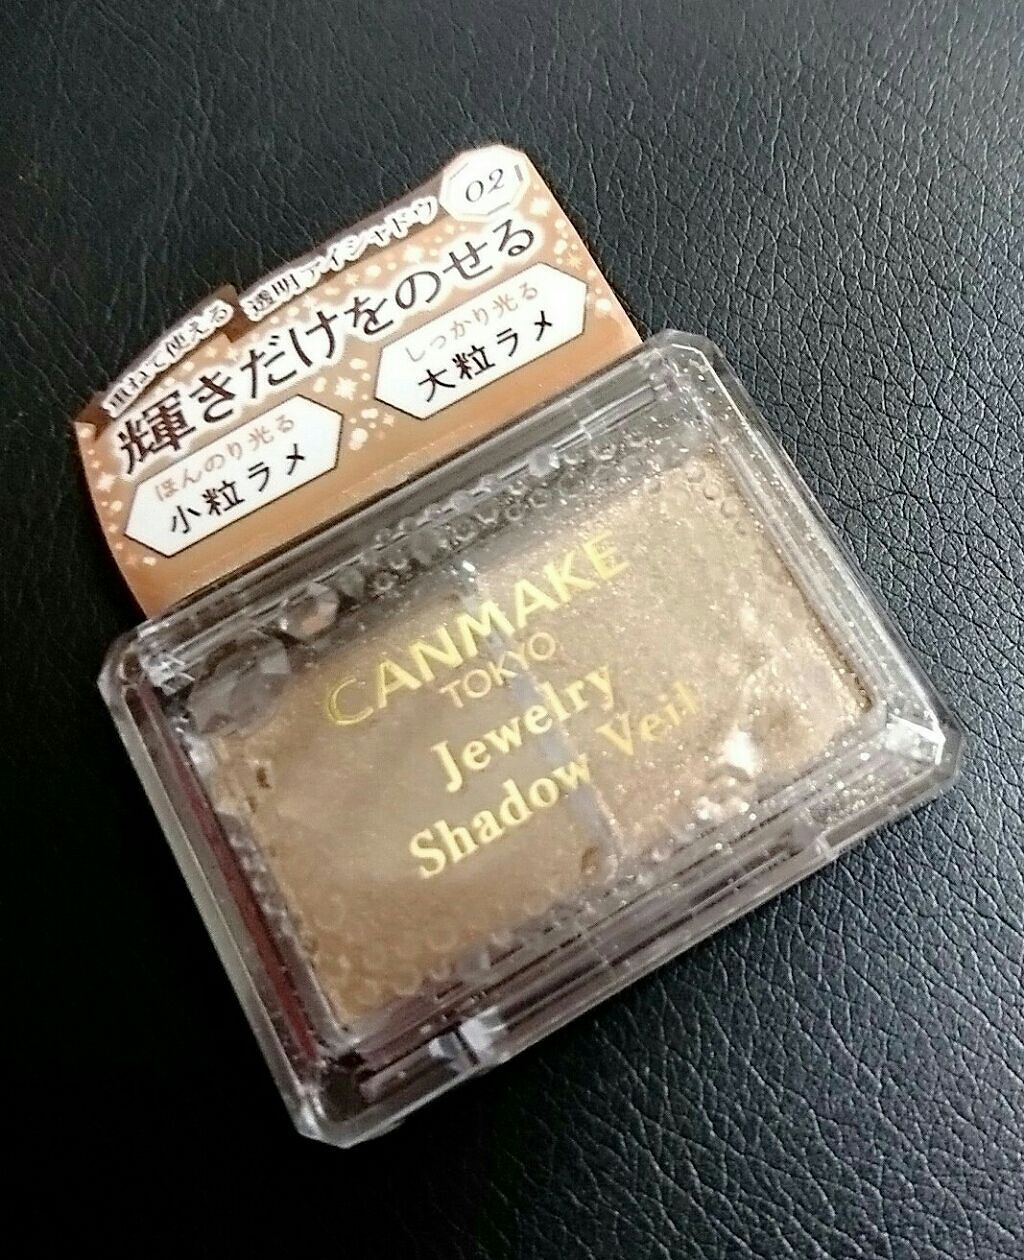 02
重ねて使える 透明アイシャドウ
輝きだけをのせる
ほんのり光る
小粒ラメ
しっかり光る
大粒ラメ
CANMAKE
TOKYO
Jewelry
Shadow Veil